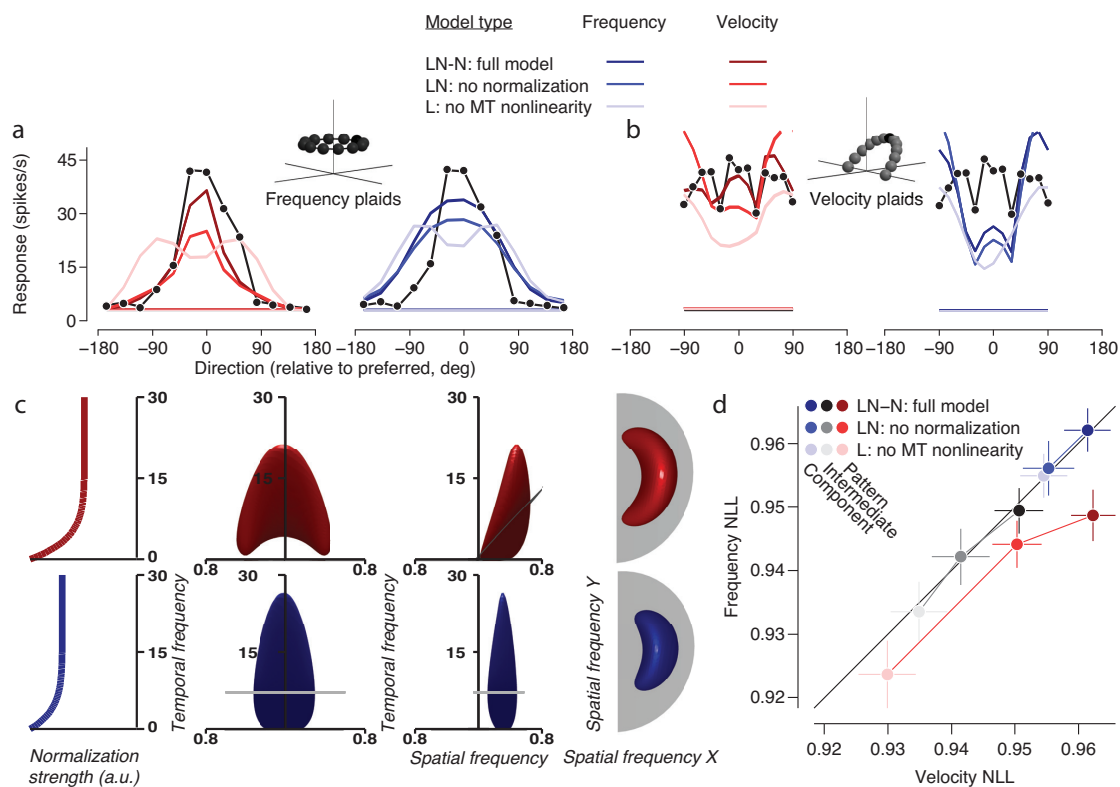 Model type Frequency Velocity
LN-N: full model
LN: no normalization
L: no MT nonlinearity
a
b
Response (spikes/s)
45
30
15
0
Frequency plaids
Velocity plaids
−180 −90 0 90 180
−180 −90 0 90 180
−180 −90 0 90 180
−180 −90 0 90 180
Direction (relative to preferred, deg)
c
30
15
0
30
15
0.8 0.8
30
15
0
0.8
30
15
0
Temporal frequency
30
15
0.8 0.8
Temporal frequency
30
15
0
0.8
Spatial frequency Y
Normalization
strength (a.u.)
Spatial frequency
Spatial frequency X
d
LN−N: full model
LN: no normalization
L: no MT nonlinearity
Pattern
Intermediate
Component
Frequency NLL
0.96
0.95
0.94
0.93
0.92
0.92 0.93 0.94 0.95 0.96
Velocity NLL